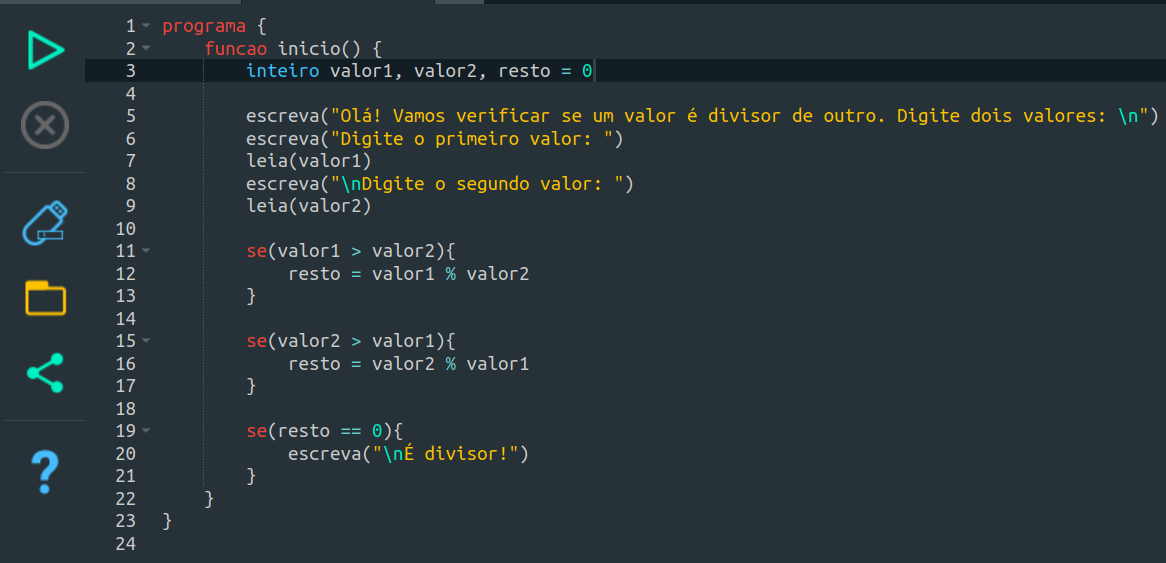 1 programa {
2     funcao inicio() {
3         inteiro valor1, valor2, resto = 0
4
5         escreva("Olá! Vamos verificar se um valor é divisor de outro. Digite dois valores: \n")
6         escreva("Digite o primeiro valor: ")
7         leia(valor1)
8         escreva("\nDigite o segundo valor: ")
9         leia(valor2)
10
11         se(valor1 > valor2){
12             resto = valor1 % valor2
13         }
14
15         se(valor2 > valor1){
16             resto = valor2 % valor1
17         }
18
19         se(resto == 0){
20             escreva("\nÉ divisor!")
21         }
22     }
23 }
24